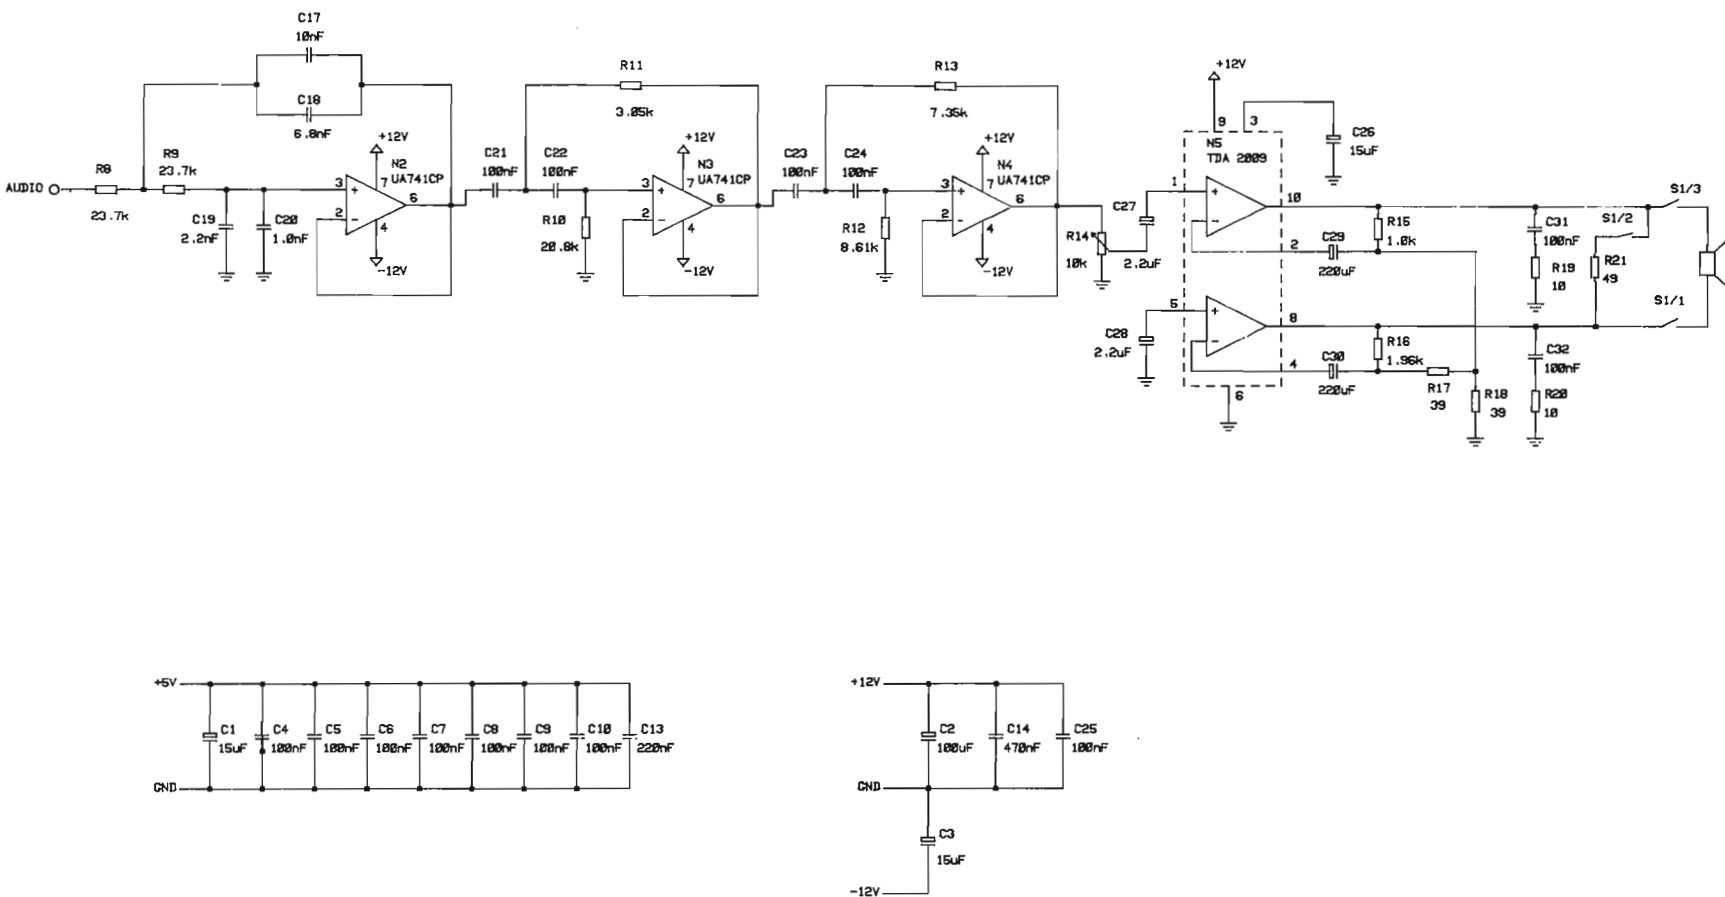 C17
10nF
C18
6.8nF
R11
3.05k
R13
7.35k
+12V
9
3
C26
15uF
N5
TDA 2009
AUDIO
R8
23.7k
R9
23.7k
C19
2.2nF
C20
1.0nF
+12V
N2
UA741CP
3
+
7
2
-
4
6
-12V
C21
100nF
C22
100nF
R10
20.8k
+12V
N3
UA741CP
3
+
7
2
-
4
6
-12V
C23
100nF
C24
100nF
R12
8.61k
+12V
N4
UA741CP
3
+
7
2
-
4
6
-12V
R14
10k
C27
2.2uF
1
+
-
10
2
C29
220uF
R15
1.0k
C31
100nF
R19
10
S1/3
S1/2
R21
49
S1/1
C28
2.2uF
5
+
-
8
4
6
C30
220uF
R16
1.96k
R17
39
R18
39
C32
100nF
R20
10
+5V
C1
15uF
C4
100nF
C5
100nF
C6
100nF
C7
100nF
C8
100nF
C9
100nF
C10
100nF
C13
220nF
GND
+12V
C2
100uF
C14
470nF
C25
100nF
GND
C3
15uF
-12V